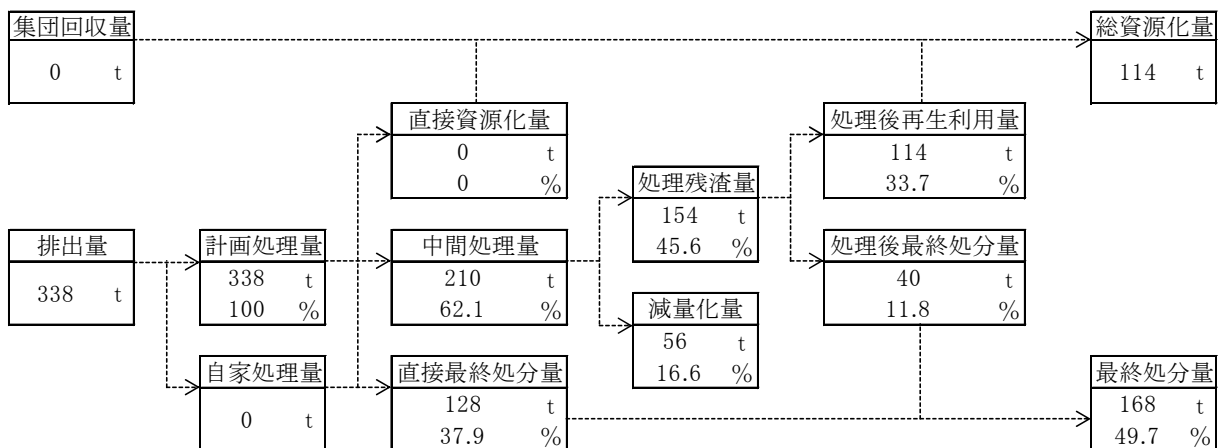 集団回収量
0 t
総資源化量
114 t
直接資源化量
0 t
0 %
処理後再生利用量
114 t
33.7 %
処理残渣量
154 t
45.6 %
排出量
338 t
計画処理量
338 t
100 %
中間処理量
210 t
62.1 %
処理後最終処分量
40 t
11.8 %
減量化量
56 t
16.6 %
自家処理量
0 t
直接最終処分量
128 t
37.9 %
最終処分量
168 t
49.7 %